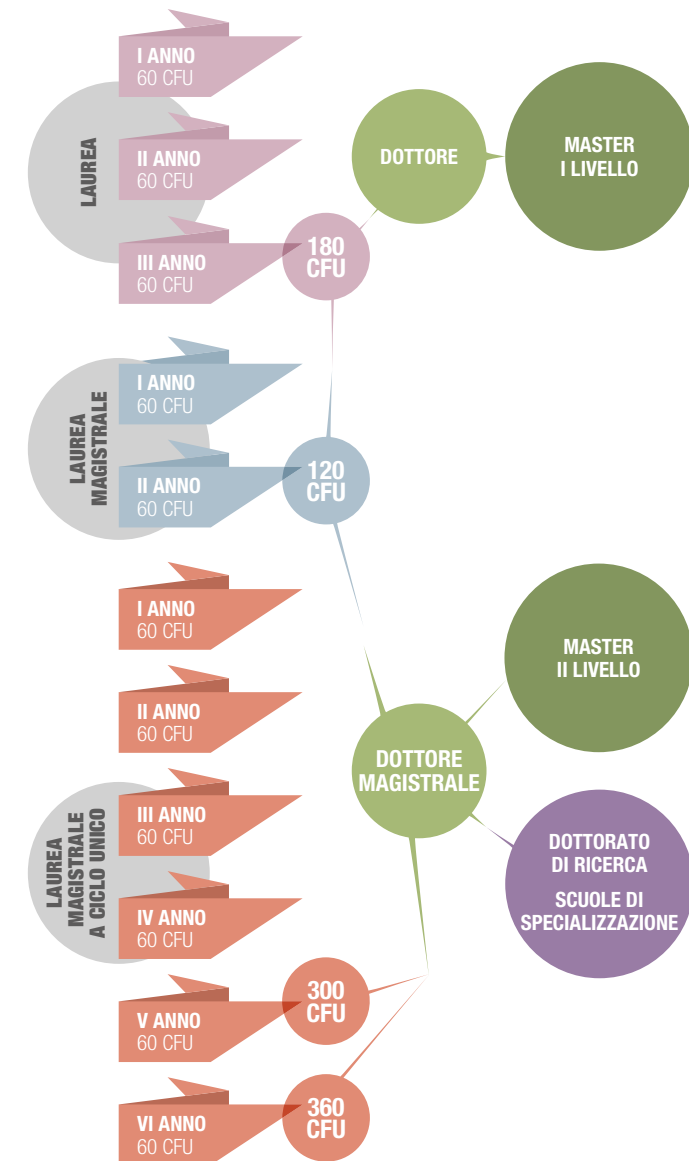 LAUREA
I ANNO
60 CFU
II ANNO
60 CFU
III ANNO
60 CFU
180
CFU
DOTTORE
MASTER
I LIVELLO
LAUREA
MAGISTRALE
I ANNO
60 CFU
II ANNO
60 CFU
120
CFU
LAUREA
MAGISTRALE
A CICLO UNICO
I ANNO
60 CFU
II ANNO
60 CFU
III ANNO
60 CFU
IV ANNO
60 CFU
V ANNO
60 CFU
VI ANNO
60 CFU
300
CFU
360
CFU
DOTTORE
MAGISTRALE
MASTER
II LIVELLO
DOTTORATO
DI RICERCA
SCUOLE DI
SPECIALIZZAZIONE